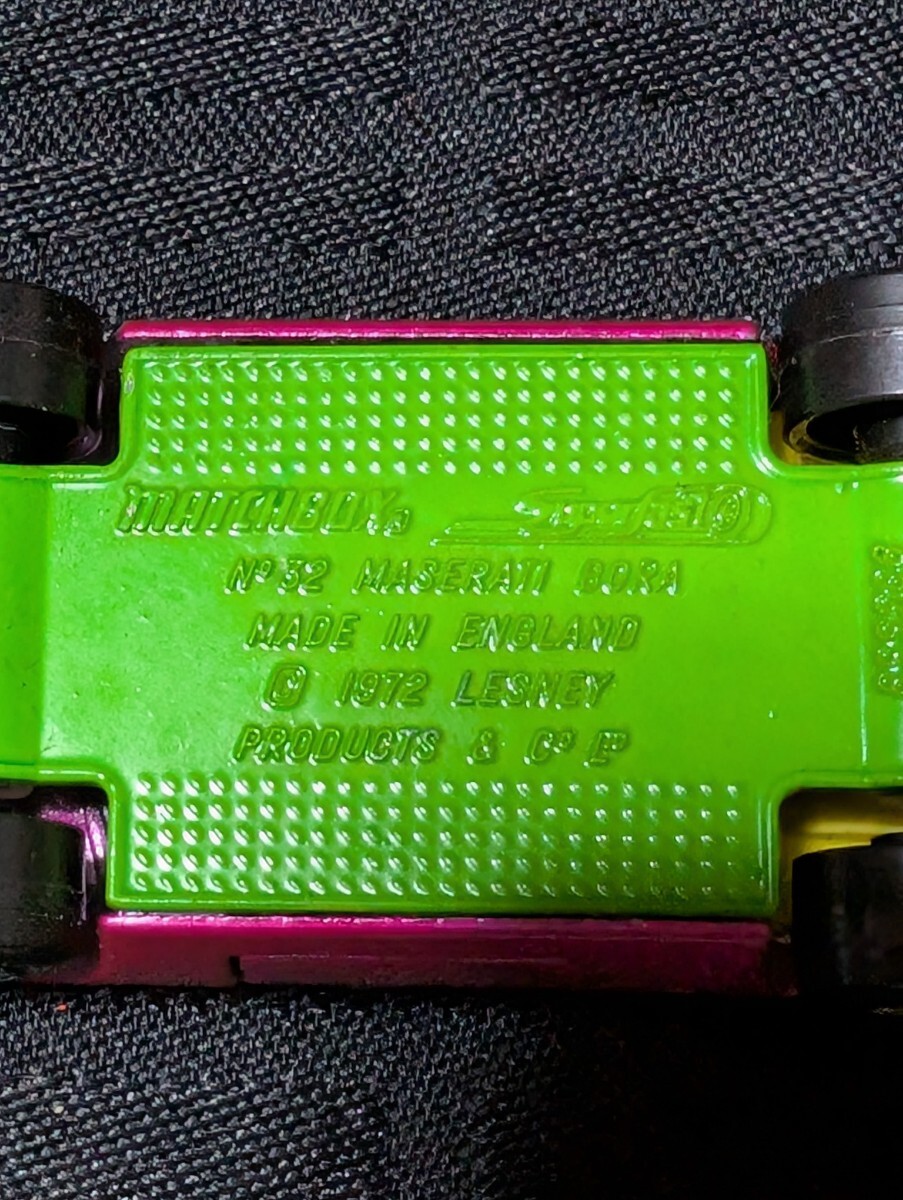 MATCHBOX® Superfast
Nº 32 MASERATI BORA
MADE IN ENGLAND
© 1972 LESNEY
PRODUCTS & Cº Lᵀᴰ